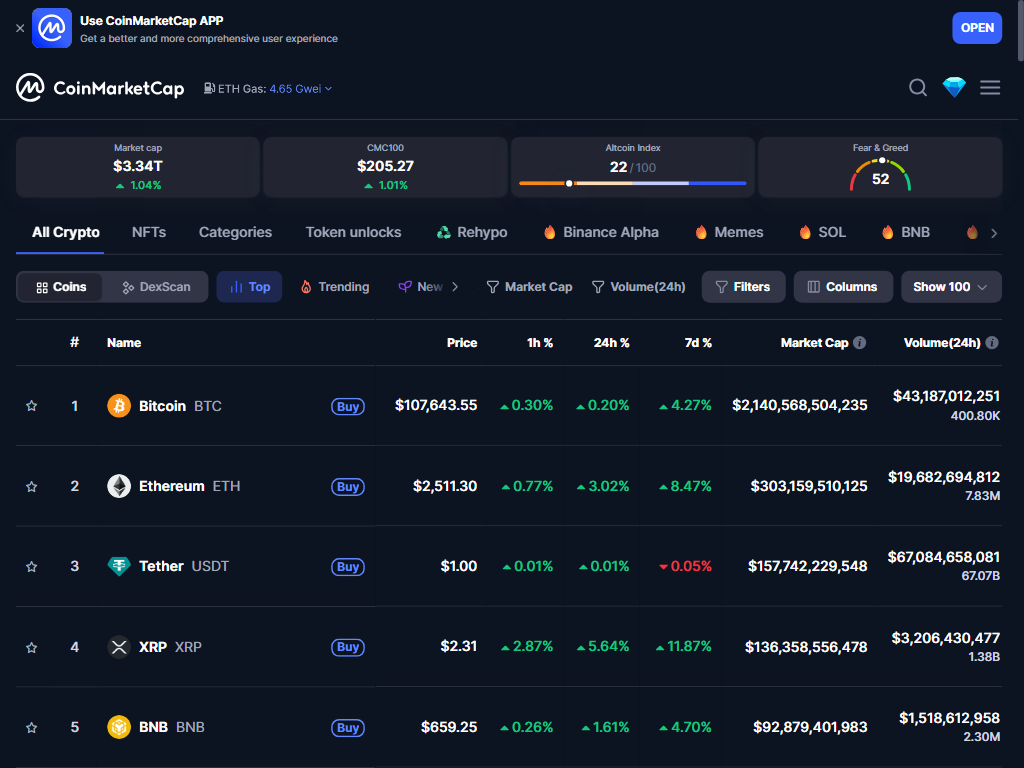 Use CoinMarketCap APP
Get a better and more comprehensive user experience
OPEN
CoinMarketCap
ETH Gas: 4.65 Gwei
Market cap
$3.34T
1.04%
CMC100
$205.27
1.01%
Altcoin Index
22 /100
Fear & Greed
52
All Crypto NFTs Categories Token unlocks Rehypo Binance Alpha Memes SOL BNB
Coins DexScan Top Trending New Market Cap Volume(24h) Filters Columns Show 100
# Name Price 1h % 24h % 7d % Market Cap Volume(24h)
1 Bitcoin BTC Buy $107,643.55 0.30% 0.20% 4.27% $2,140,568,504,235 $43,187,012,251
400.80K
2 Ethereum ETH Buy $2,511.30 0.77% 3.02% 8.47% $303,159,510,125 $19,682,694,812
7.83M
3 Tether USDT Buy $1.00 0.01% 0.01% 0.05% $157,742,229,548 $67,084,658,081
67.07B
4 XRP XRP Buy $2.31 2.87% 5.64% 11.87% $136,358,556,478 $3,206,430,477
1.38B
5 BNB BNB Buy $659.25 0.26% 1.61% 4.70% $92,879,401,983 $1,518,612,958
2.30M